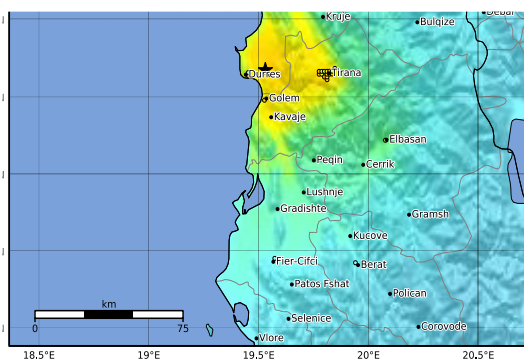 Kruje
Bulqize
Debar
Durres
Tirana
Golem
Kavaje
Elbasan
Peqin
Cerrik
Lushnje
Gradishte
Gramsh
Kucove
Fier-Cifci
Berat
Patos Fshat
Polican
Selenice
Corovode
Vlore
km
0 75
18.5°E 19°E 19.5°E 20°E 20.5°E